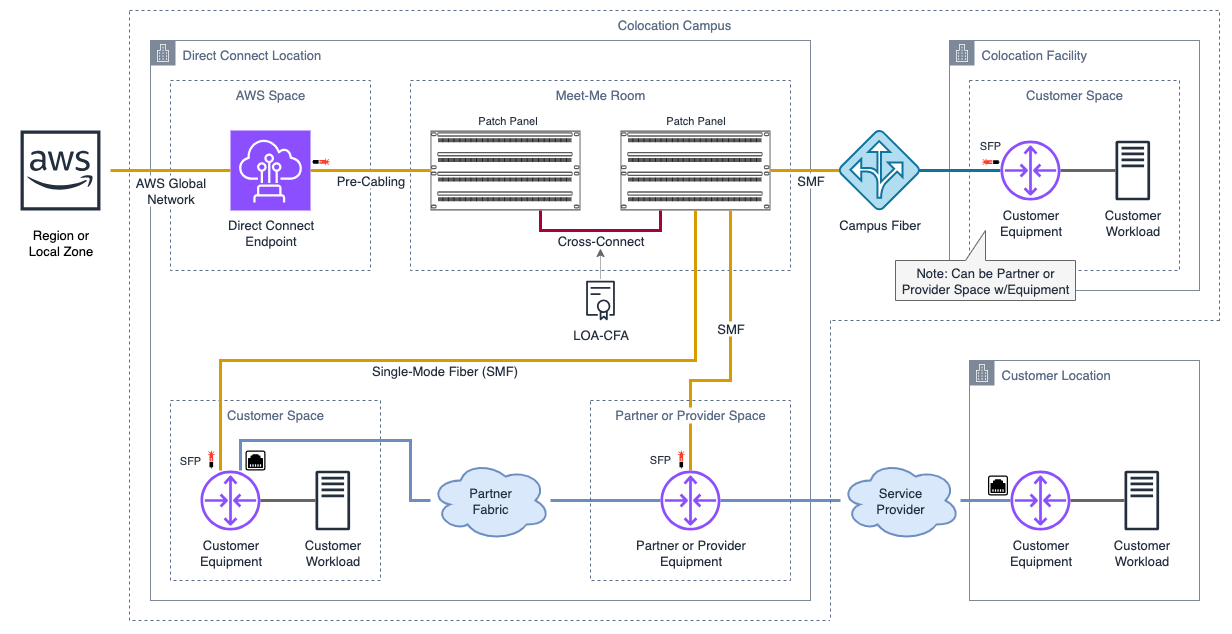 Colocation Campus
Direct Connect Location
Colocation Facility
AWS Space
Meet-Me Room
Customer Space
Patch Panel
Patch Panel
aws
SFP
AWS Global
Network
Pre-Cabling
SMF
Region or
Local Zone
Direct Connect
Endpoint
Cross-Connect
Campus Fiber
Customer
Equipment
Customer
Workload
Note: Can be Partner or
Provider Space w/Equipment
LOA-CFA
SMF
Single-Mode Fiber (SMF)
Customer Location
Customer Space
Partner or Provider Space
SFP
SFP
Partner
Fabric
Service
Provider
Customer
Equipment
Customer
Workload
Partner or Provider
Equipment
Customer
Equipment
Customer
Workload